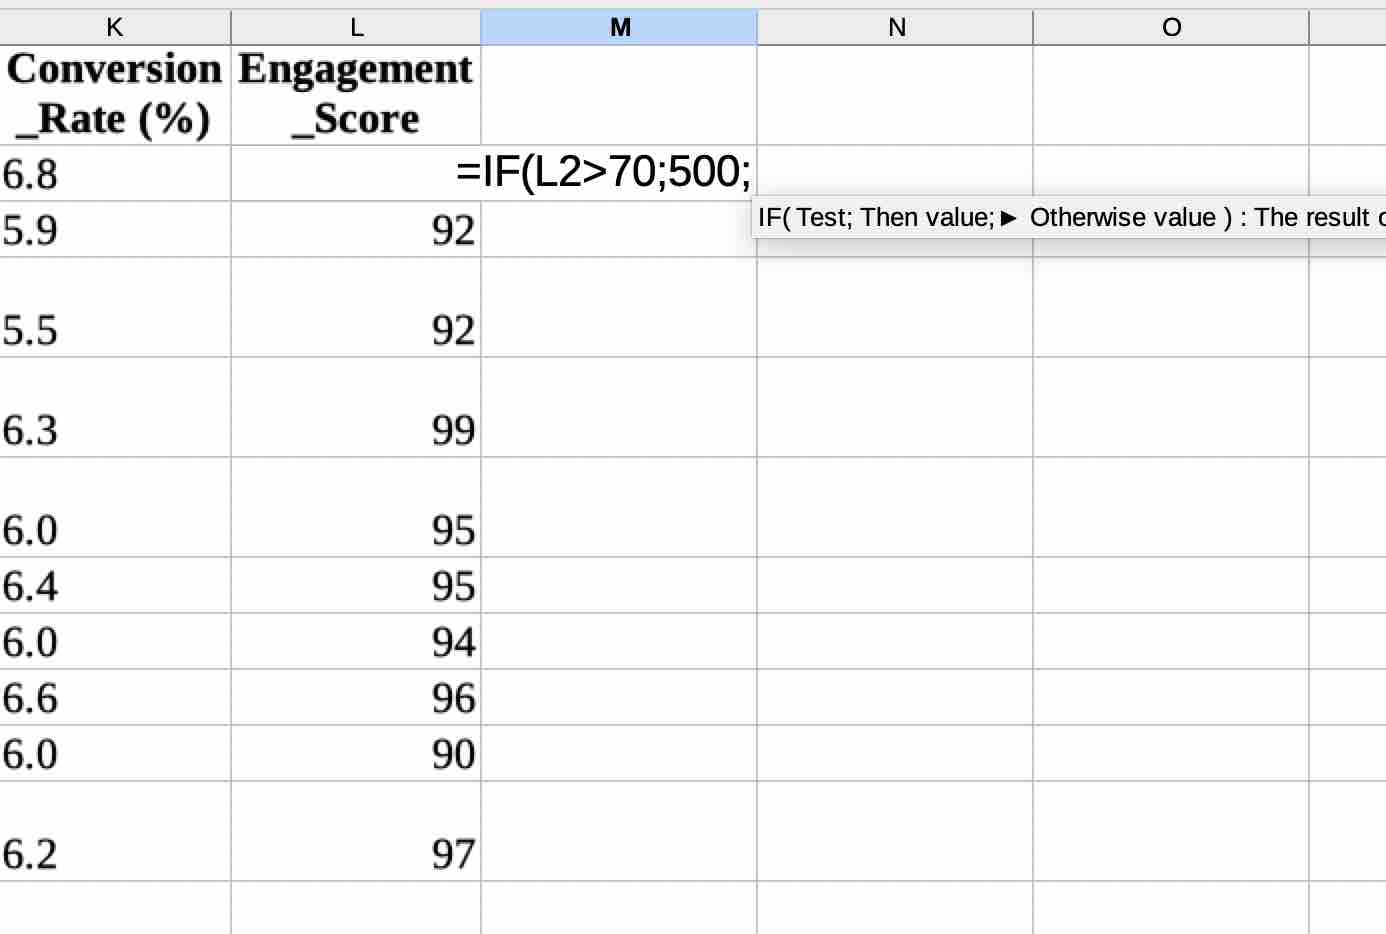 K L M N O
Conversion Engagement
_Rate (%) _Score
6.8 =IF(L2>70;500;
IF( Test; Then value;► Otherwise value ) : The result
5.9 92
5.5 92
6.3 99
6.0 95
6.4 95
6.0 94
6.6 96
6.0 90
6.2 97